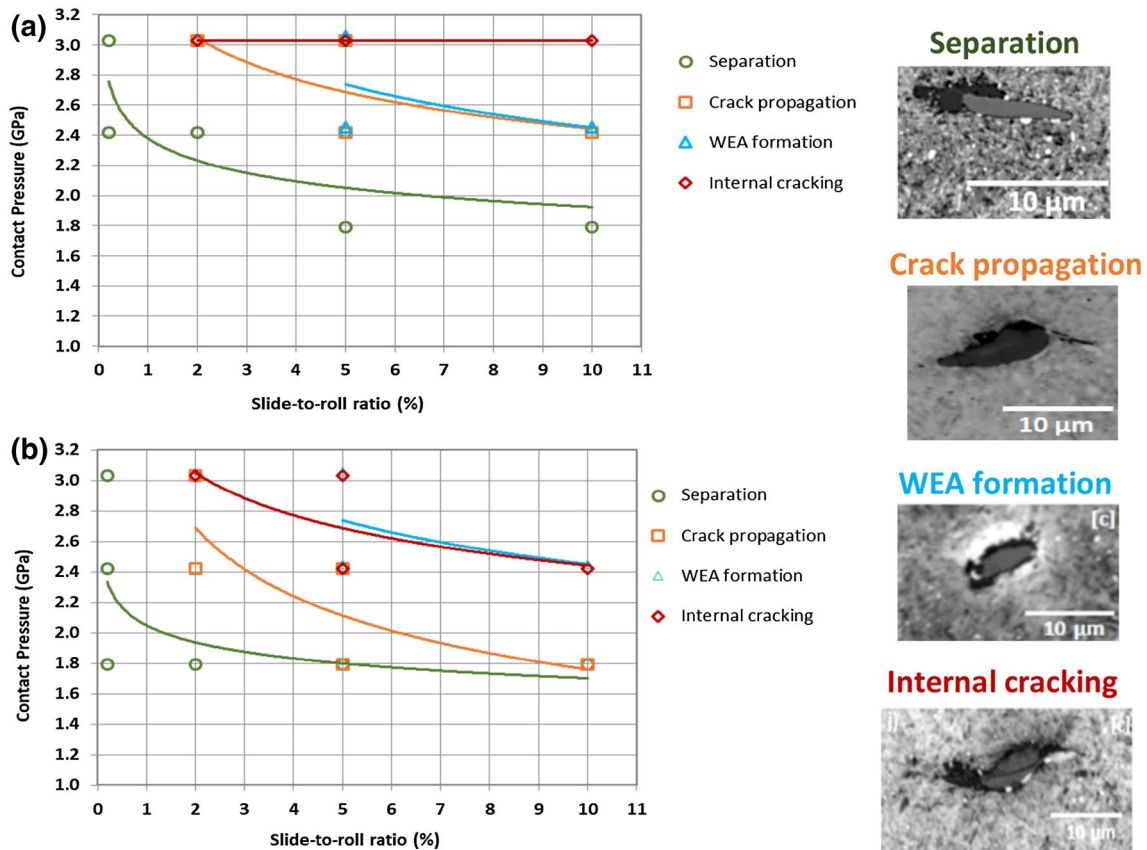 (a)
3.2
3.0
2.8
2.6
2.4
2.2
2.0
1.8
1.6
1.4
1.2
1.0
Contact Pressure (GPa)
0 1 2 3 4 5 6 7 8 9 10 11
Slide-to-roll ratio (%)
Separation
Crack propagation
WEA formation
Internal cracking
(b)
3.2
3.0
2.8
2.6
2.4
2.2
2.0
1.8
1.6
1.4
1.2
1.0
Contact Pressure (GPa)
0 1 2 3 4 5 6 7 8 9 10 11
Slide-to-roll ratio (%)
Separation
Crack propagation
WEA formation
Internal cracking
Separation
10 µm
Crack propagation
10 µm
WEA formation
[c]
10 µm
Internal cracking
10 µm